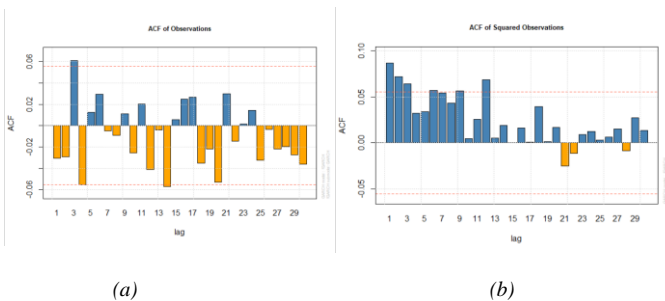 ACF of Observations
ACF
0.06
0.02
-0.02
-0.06
1 3 5 7 9 11 13 15 17 19 21 23 25 27 29
lag
(a)
ACF of Squared Observations
ACF
0.10
0.05
0.00
-0.05
1 3 5 7 9 11 13 15 17 19 21 23 25 27 29
lag
(b)